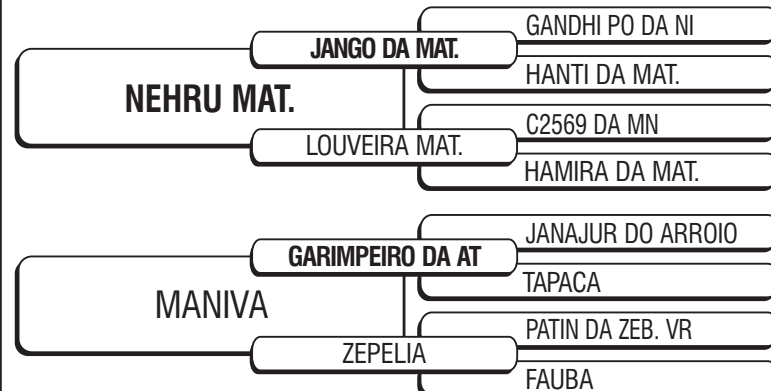 GANDHI PO DA NI
JANGO DA MAT.
HANTI DA MAT.
NEHRU MAT.
C2569 DA MN
LOUVEIRA MAT.
HAMIRA DA MAT.
JANAJUR DO ARROIO
GARIMPEIRO DA AT
TAPACA
MANIVA
PATIN DA ZEB. VR
ZEPELIA
FAUBA